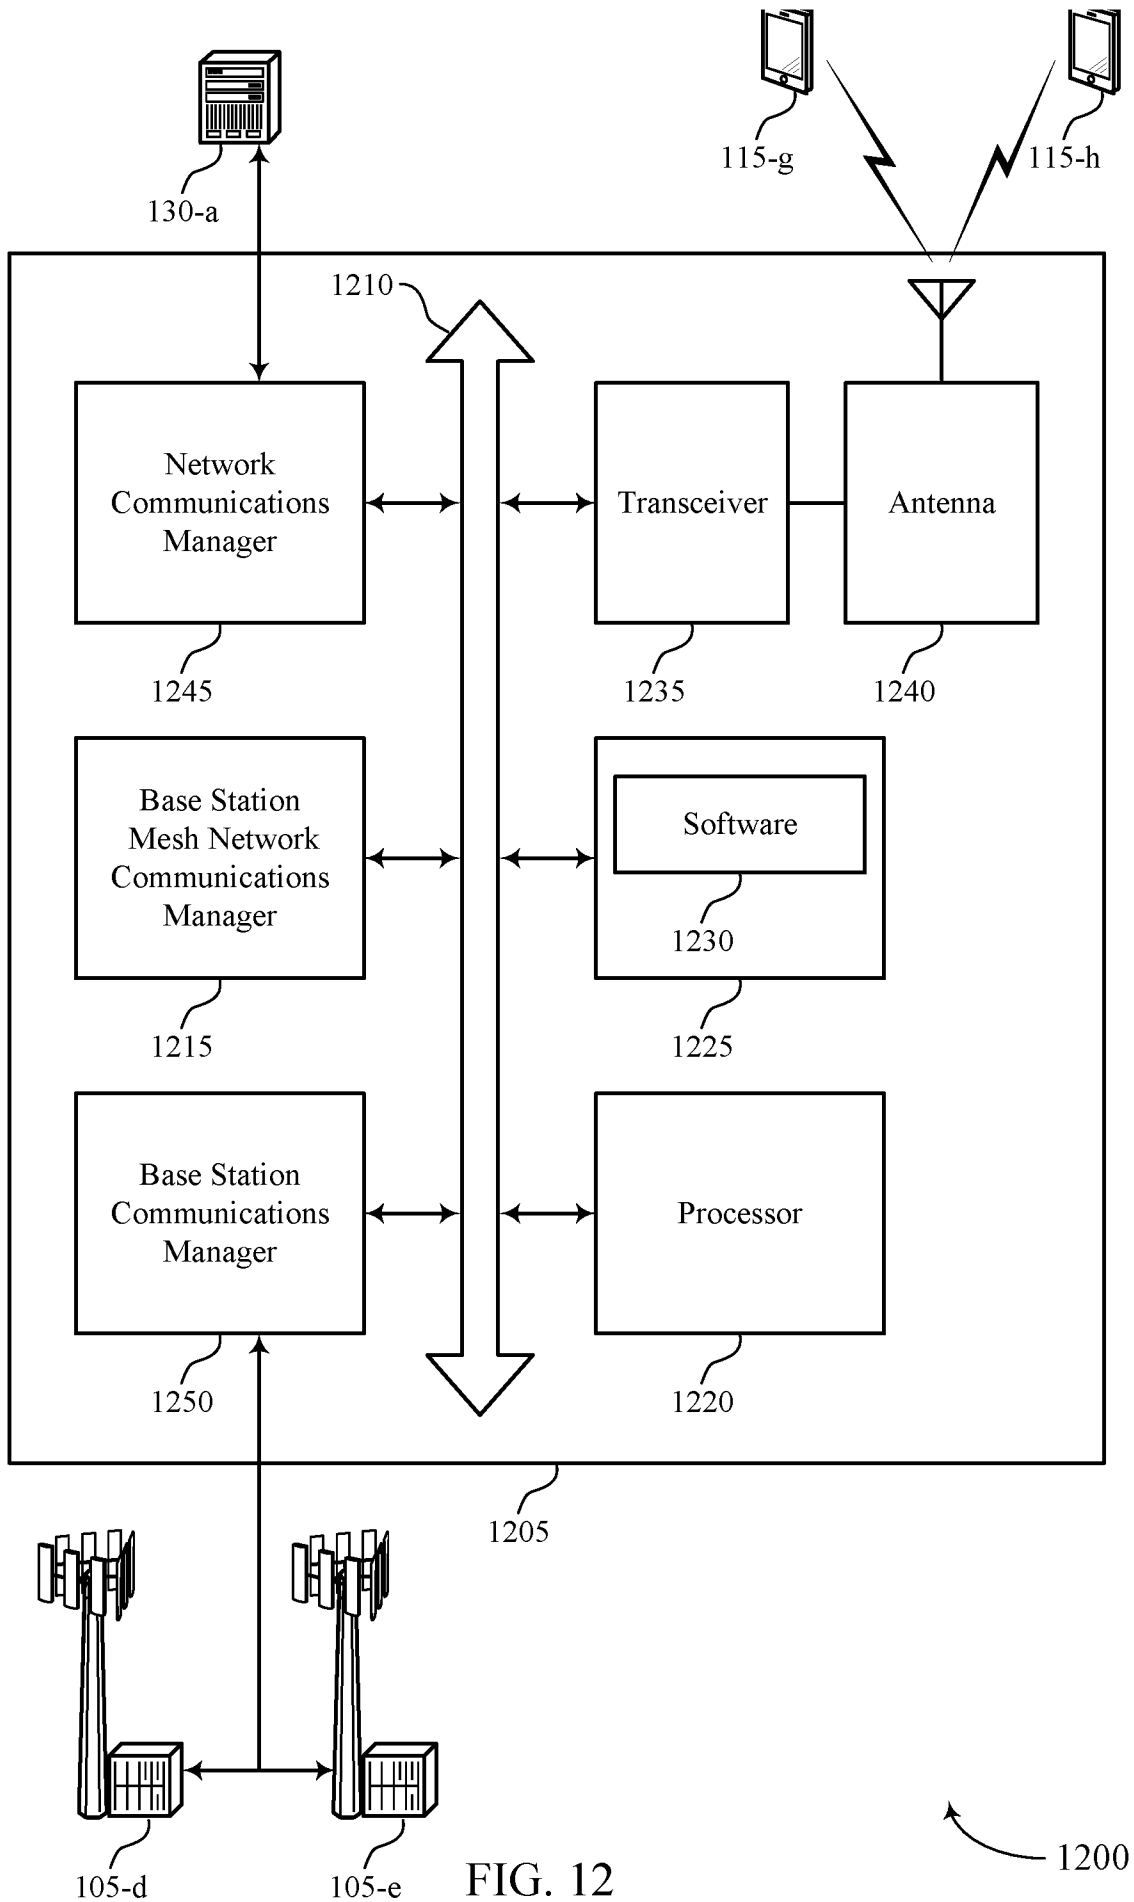 115-g
115-h
130-a
1210
Network
Communications
Manager
Transceiver
Antenna
1245
1235
1240
Base Station
Mesh Network
Communications
Manager
Software
1230
1215
1225
Base Station
Communications
Manager
Processor
1250
1220
1205
105-d
105-e
1200
FIG. 12